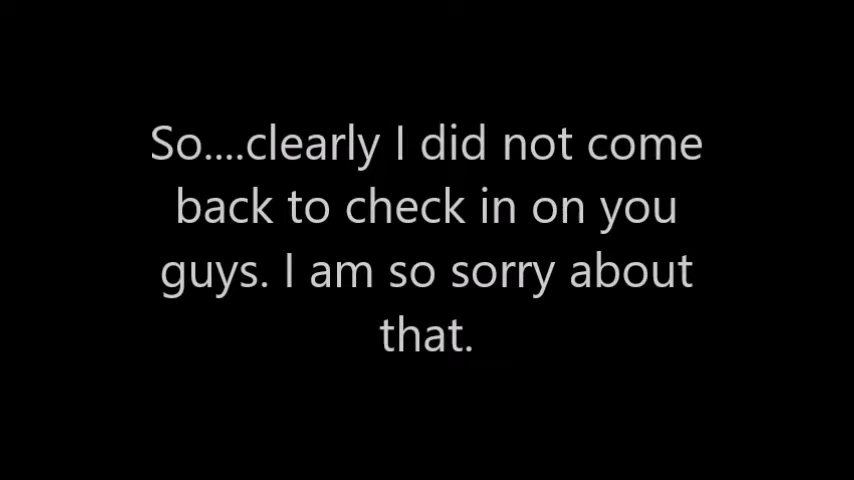 So....clearly I did not come
back to check in on you
guys. I am so sorry about
that.